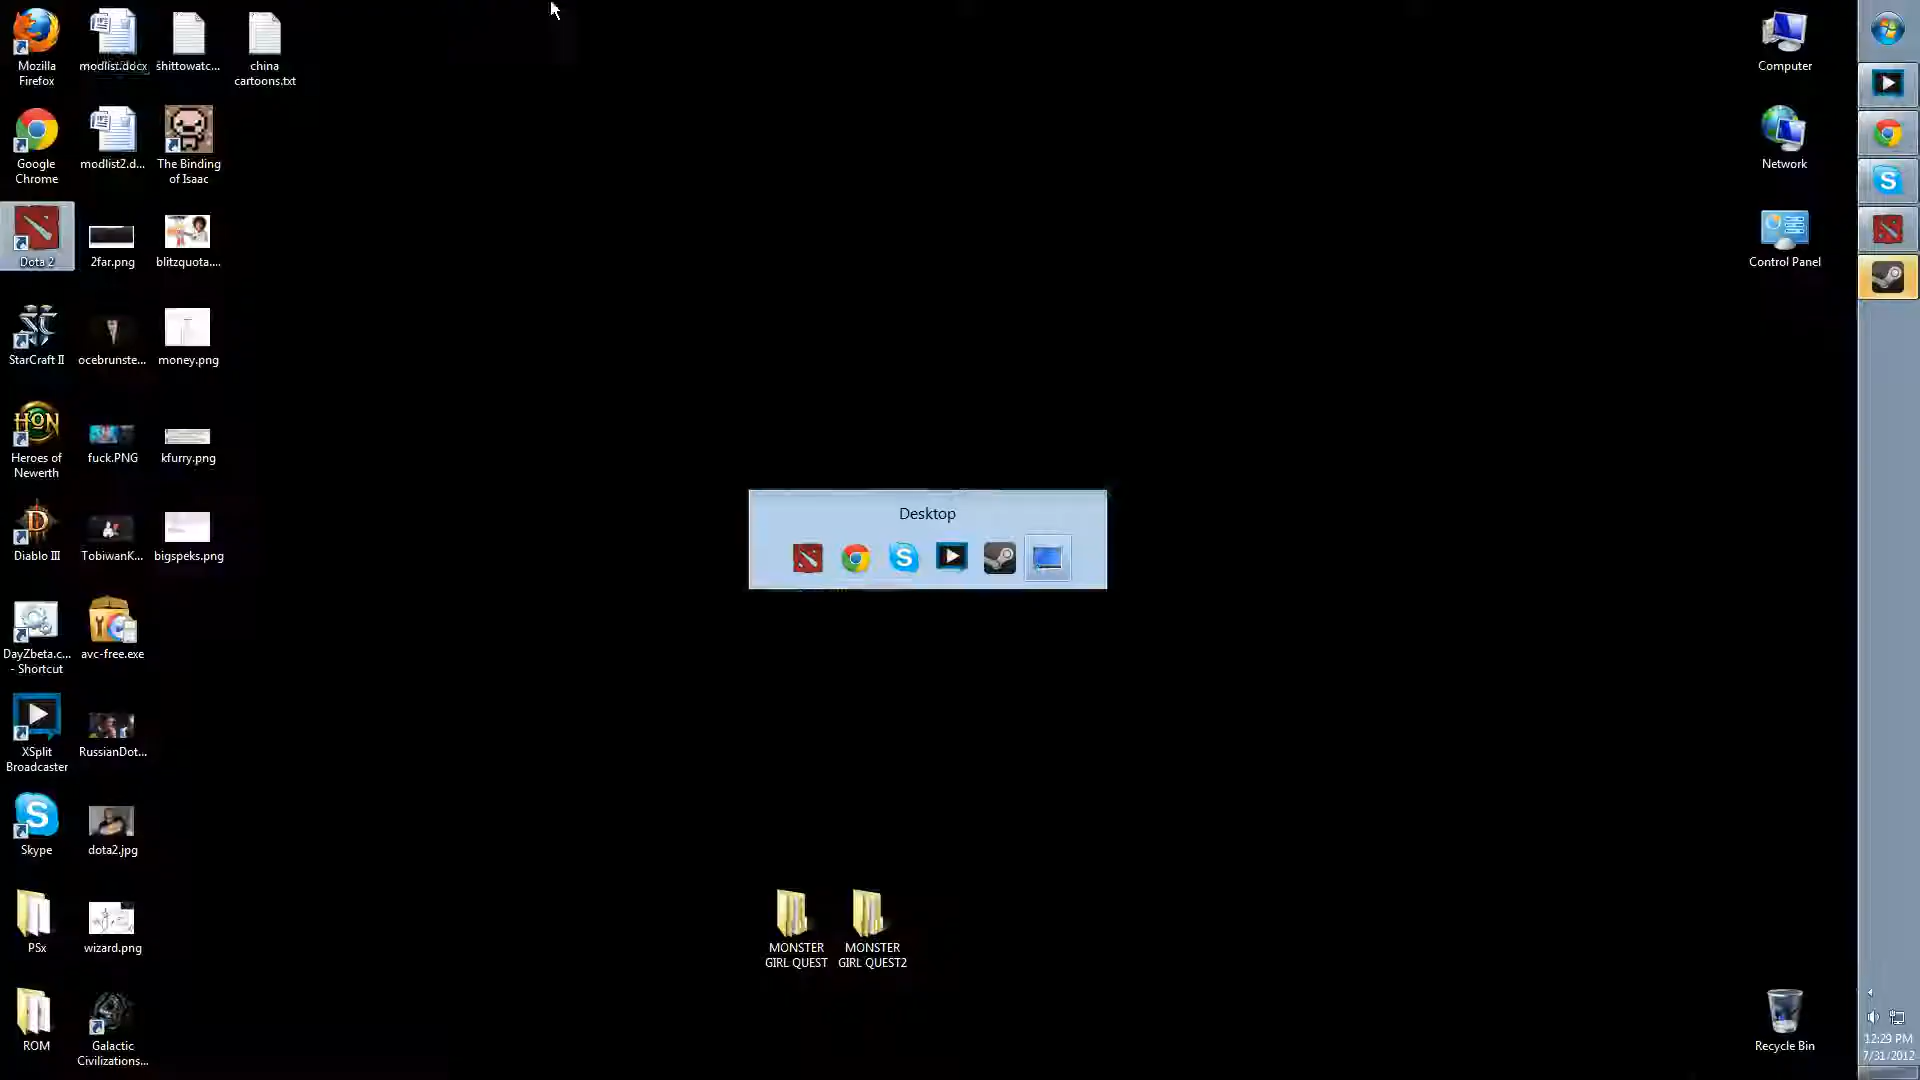 Mozilla
Firefox
modlist.docx
shittowatc...
china
cartoons.txt
Computer
Google
Chrome
modlist2.d...
The Binding
of Isaac
Network
Dota 2
2far.png
blitzquota....
Control Panel
StarCraft II
ocebrunste...
money.png
HON
Heroes of
Newerth
fuck.PNG
kfurry.png
Desktop
Diablo III
TobiwanK...
bigspeks.png
DayZbeta.c...
- Shortcut
avc-free.exe
XSplit
Broadcaster
RussianDot...
Skype
dota2.jpg
PSx
wizard.png
MONSTER
GIRL QUEST
MONSTER
GIRL QUEST2
ROM
Galactic
Civilizations...
Recycle Bin
12:29 PM
7/31/2012